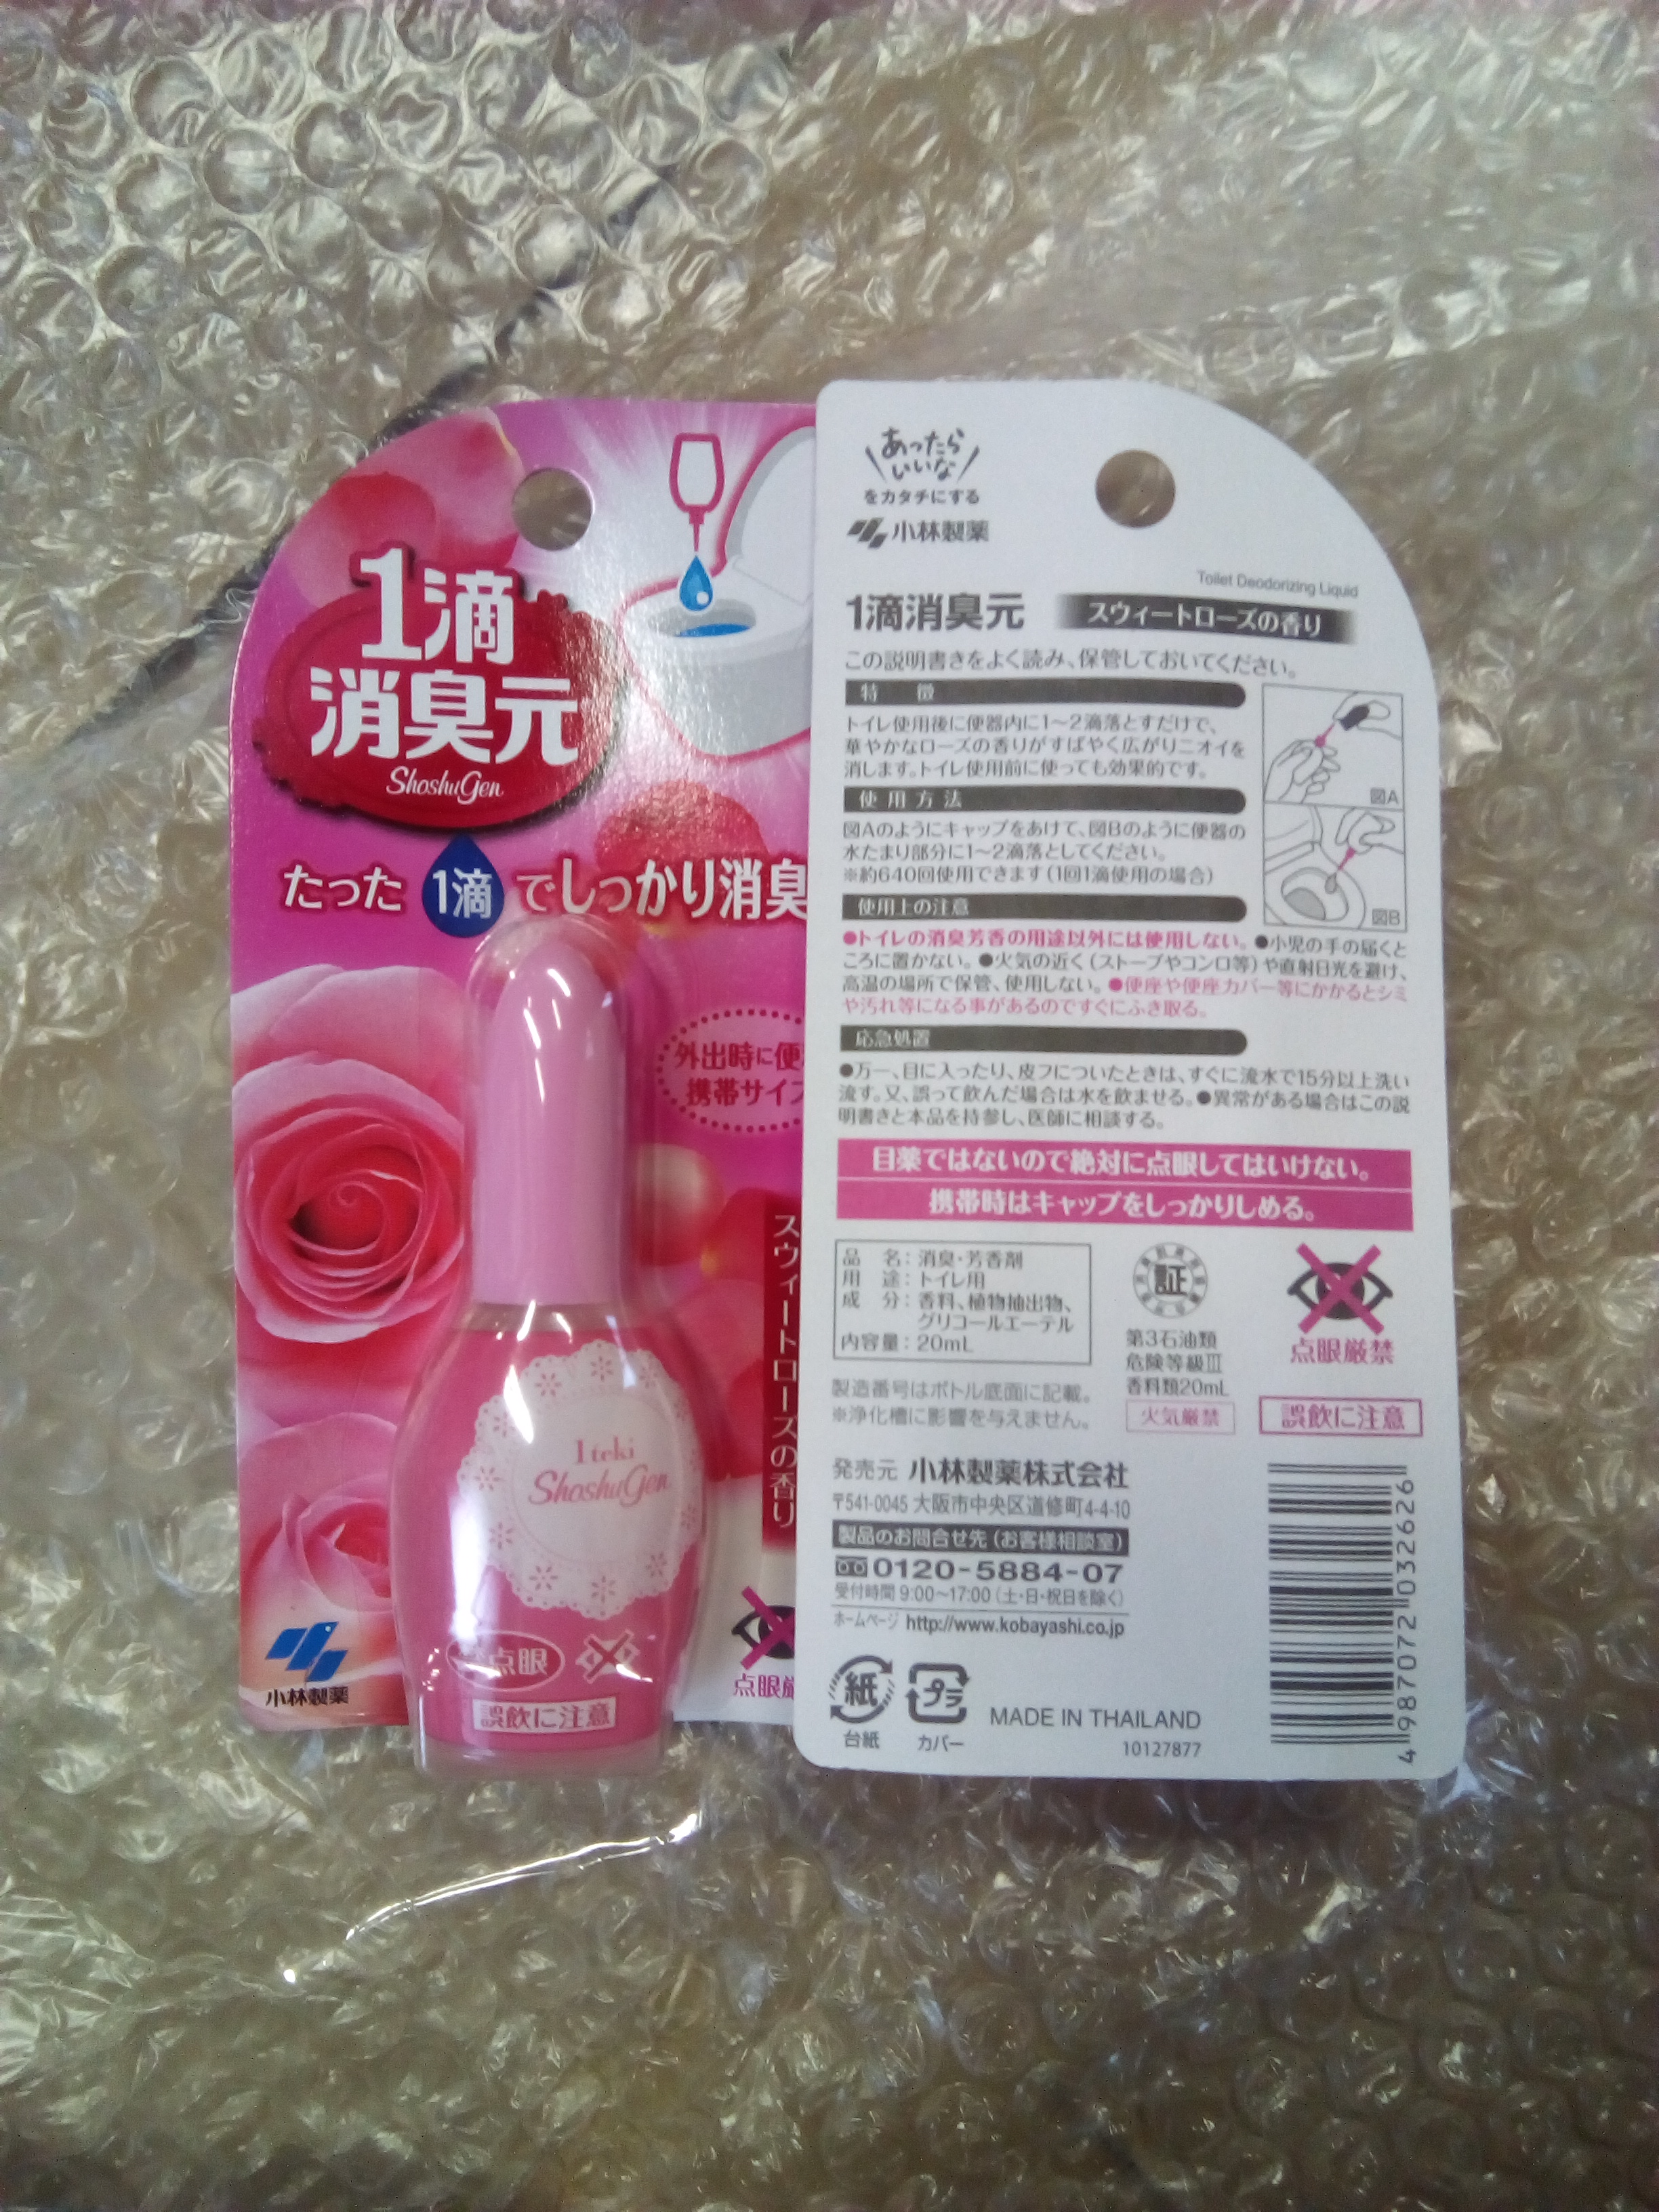 1滴
消臭元
ShoshuGen
たった 1滴 でしっかり消臭
外出時に便
携帯サイズ
スウィートローズの香り
Iteki
ShoshuGen
点眼
誤飲に注意
小林製薬
点眼厳
あったら
いいな
をカタチにする
小林製薬
Toilet Deodorizing Liquid
1滴消臭元 スウィートローズの香り
この説明書きをよく読み、保管しておいてください。
特 徴
トイレ使用後に便器内に1〜2滴落とすだけで、
華やかなローズの香りがすばやく広がりニオイを
消します。トイレ使用前に使っても効果的です。
図A
使用方法
図Aのようにキャップをあけて、図Bのように便器の
水たまり部分に1〜2滴落としてください。
※約640回使用できます（1回1滴使用の場合）
図B
使用上の注意
●トイレの消臭芳香の用途以外には使用しない。●小児の手の届くと
ころに置かない。●火気の近く（ストーブやコンロ等）や直射日光を避け、
高温の場所で保管、使用しない。●便座や便座カバー等にかかるとシミ
や汚れ等になる事があるのですぐにふき取る。
応急処置
●万一、目に入ったり、皮フについたときは、すぐに流水で15分以上洗い
流す。又、誤って飲んだ場合は水を飲ませる。●異常がある場合はこの説
明書きと本品を持参し、医師に相談する。
目薬ではないので絶対に点眼してはいけない。
携帯時はキャップをしっかりしめる。
品 名：消臭・芳香剤
用 途：トイレ用
成 分：香料、植物抽出物、
グリコールエーテル
内容量：20mL
証
第3石油類
危険等級Ⅲ
香料類20mL
火気厳禁
点眼厳禁
誤飲に注意
製造番号はボトル底面に記載。
※浄化槽に影響を与えません。
発売元 小林製薬株式会社
〒541-0045 大阪市中央区道修町4-4-10
製品のお問合せ先（お客様相談室）
0120-5884-07
受付時間 9:00〜17:00（土・日・祝日を除く）
ホームページ http://www.kobayashi.co.jp
紙
台紙
プラ
カバー
MADE IN THAILAND
10127877
4987072032626